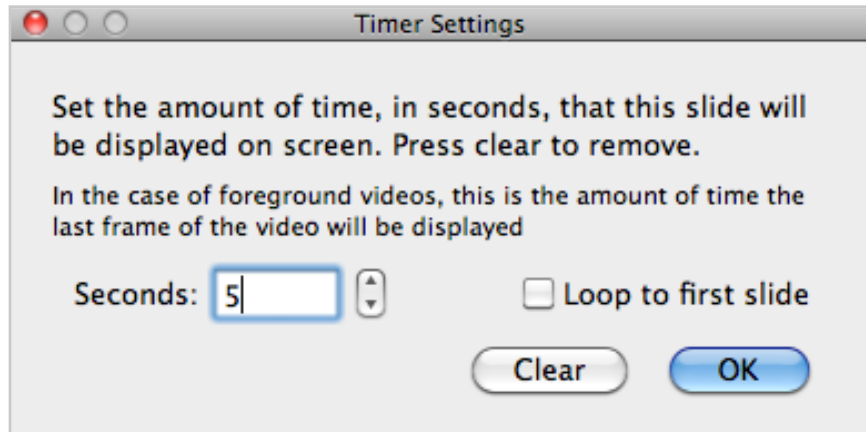 Timer Settings
Set the amount of time, in seconds, that this slide will
be displayed on screen. Press clear to remove.
In the case of foreground videos, this is the amount of time the
last frame of the video will be displayed
Seconds: 5 Loop to first slide
Clear OK